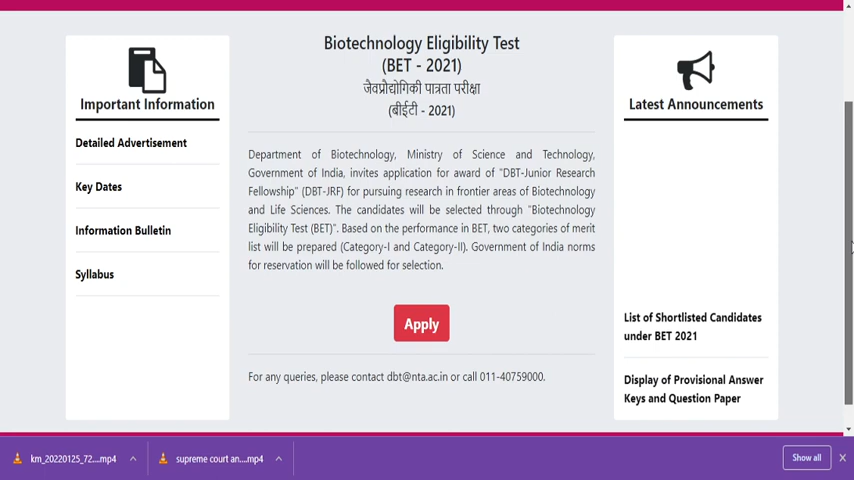 Biotechnology Eligibility Test
(BET - 2021)
जैवप्रौद्योगिकी पात्रता परीक्षा
(बीईटी - 2021)
Important Information
Detailed Advertisement
Key Dates
Information Bulletin
Syllabus
Department of Biotechnology, Ministry of Science and Technology,
Government of India, invites application for award of "DBT-Junior Research
Fellowship" (DBT-JRF) for pursuing research in frontier areas of Biotechnology
and Life Sciences. The candidates will be selected through "Biotechnology
Eligibility Test (BET)". Based on the performance in BET, two categories of merit
list will be prepared (Category-I and Category-II). Government of India norms
for reservation will be followed for selection.
Apply
For any queries, please contact dbt@nta.ac.in or call 011-40759000.
Latest Announcements
List of Shortlisted Candidates
under BET 2021
Display of Provisional Answer
Keys and Question Paper
km_20220125_72....mp4
supreme court an....mp4
Show all